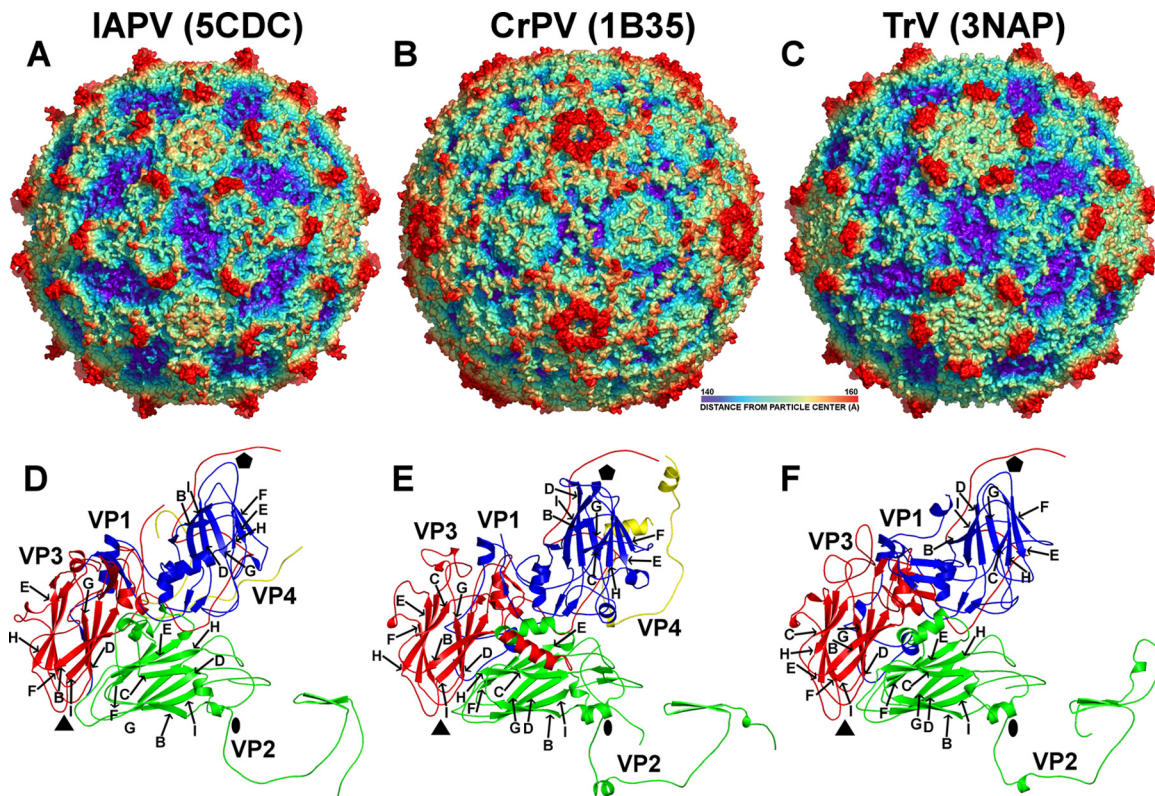 IAPV (5CDC) CrPV (1B35) TrV (3NAP)
A B C
140 160
DISTANCE FROM PARTICLE CENTER (Å)
D E F
VP3 VP1 VP4 VP2
B I F E H D G
E G
H D E H D
F B I C F G B I
VP3 VP1 VP4 VP2
D I B G F E C H
C G E F B H D
I H F C E
G D B I
VP3 VP1 VP2
D G I F B C H E
C G H B E D F I
E H F C
G D B I